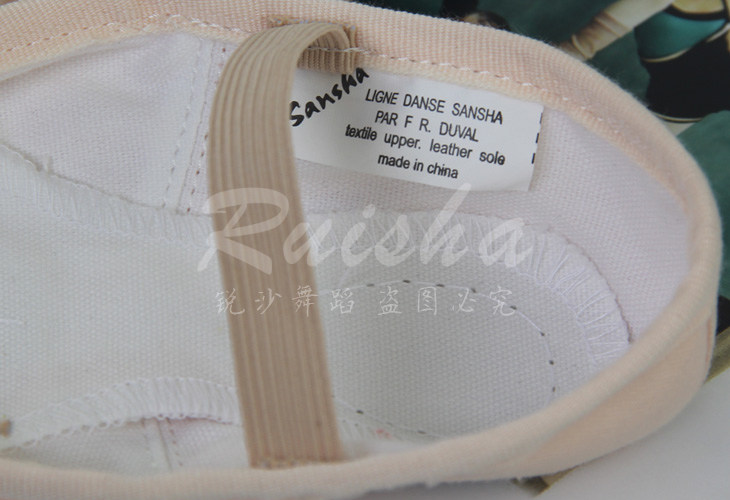 Sansha
LIGNE DANSE SANSHA
PAR F R. DUVAL
textile upper. leather sole
made in china
Ruisha
锐沙舞蹈 盗图必究